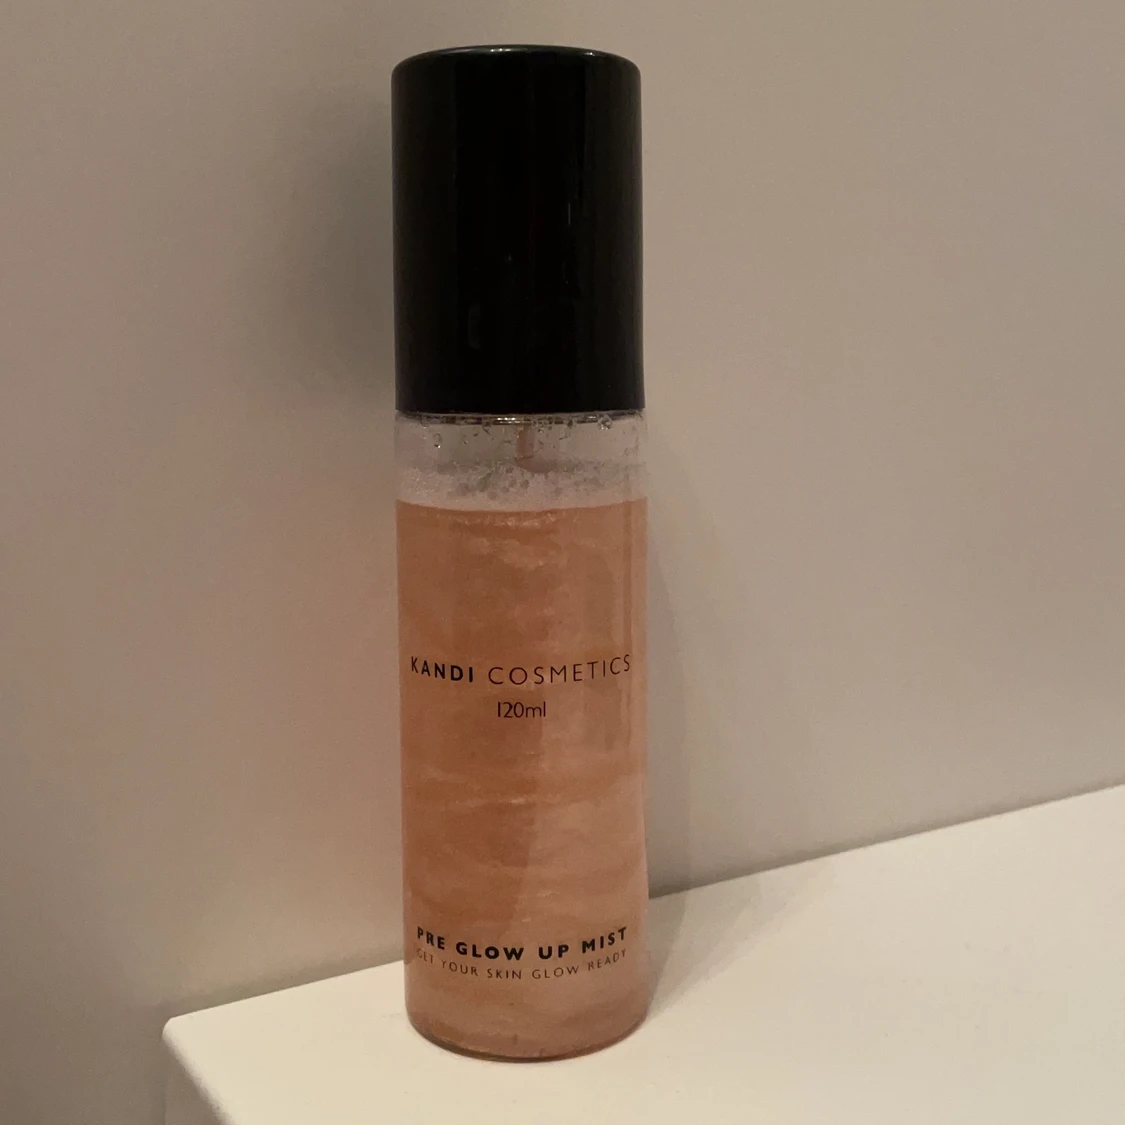 KANDI COSMETICS
120ml
PRE GLOW UP MIST
GET YOUR SKIN GLOW READY